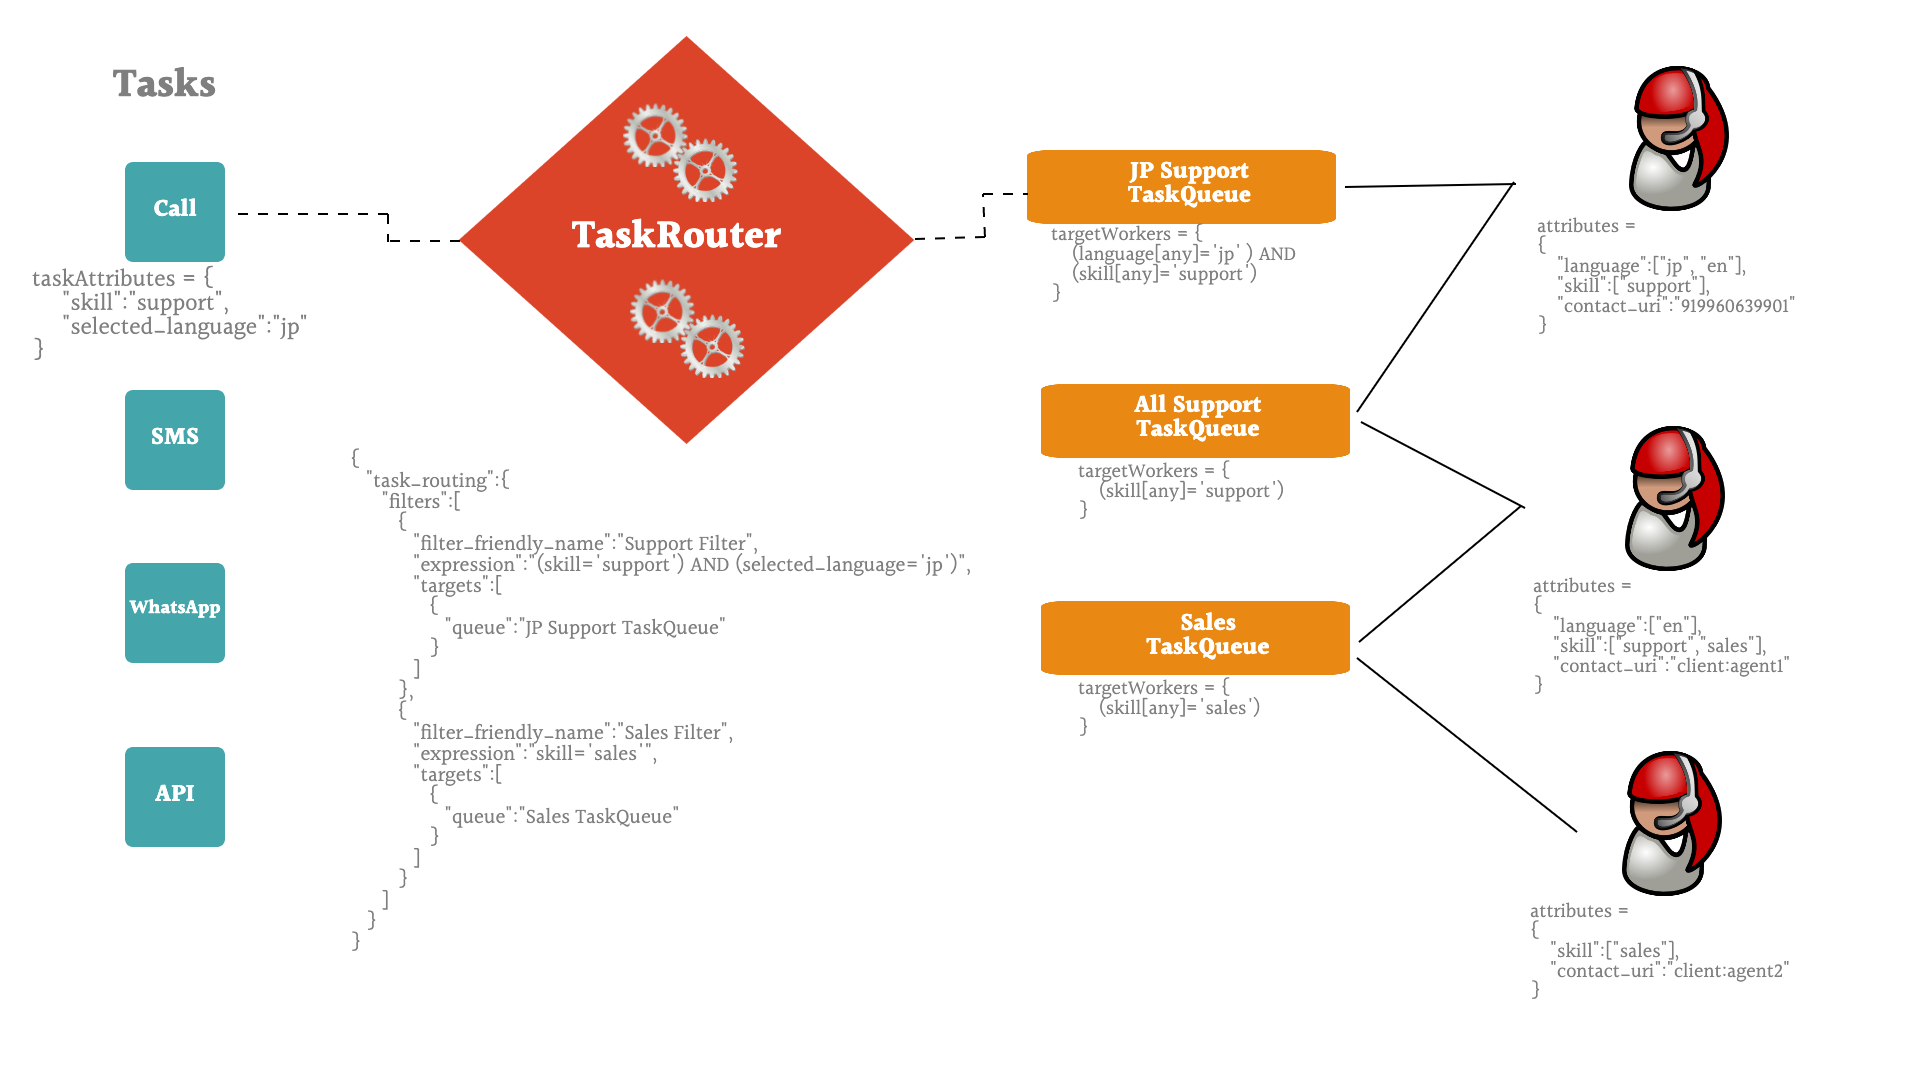 Tasks
Call
taskAttributes = {
"skill":"support",
"selected_language":"jp"
}
SMS
WhatsApp
API
TaskRouter
{
"task_routing":{
"filters":[
{
"filter_friendly_name":"Support Filter",
"expression":"(skill='support') AND (selected_language='jp')",
"targets":[
{
"queue":"JP Support TaskQueue"
}
]
},
{
"filter_friendly_name":"Sales Filter",
"expression":"skill='sales'",
"targets":[
{
"queue":"Sales TaskQueue"
}
]
}
]
}
}
JP Support
TaskQueue
targetWorkers = {
(language[any]='jp' ) AND
(skill[any]='support')
}
All Support
TaskQueue
targetWorkers = {
(skill[any]='support')
}
Sales
TaskQueue
targetWorkers = {
(skill[any]='sales')
}
attributes =
{
"language":["jp", "en"],
"skill":["support"],
"contact_uri":"919960639901"
}
attributes =
{
"language":["en"],
"skill":["support","sales"],
"contact_uri":"client:agent1"
}
attributes =
{
"skill":["sales"],
"contact_uri":"client:agent2"
}